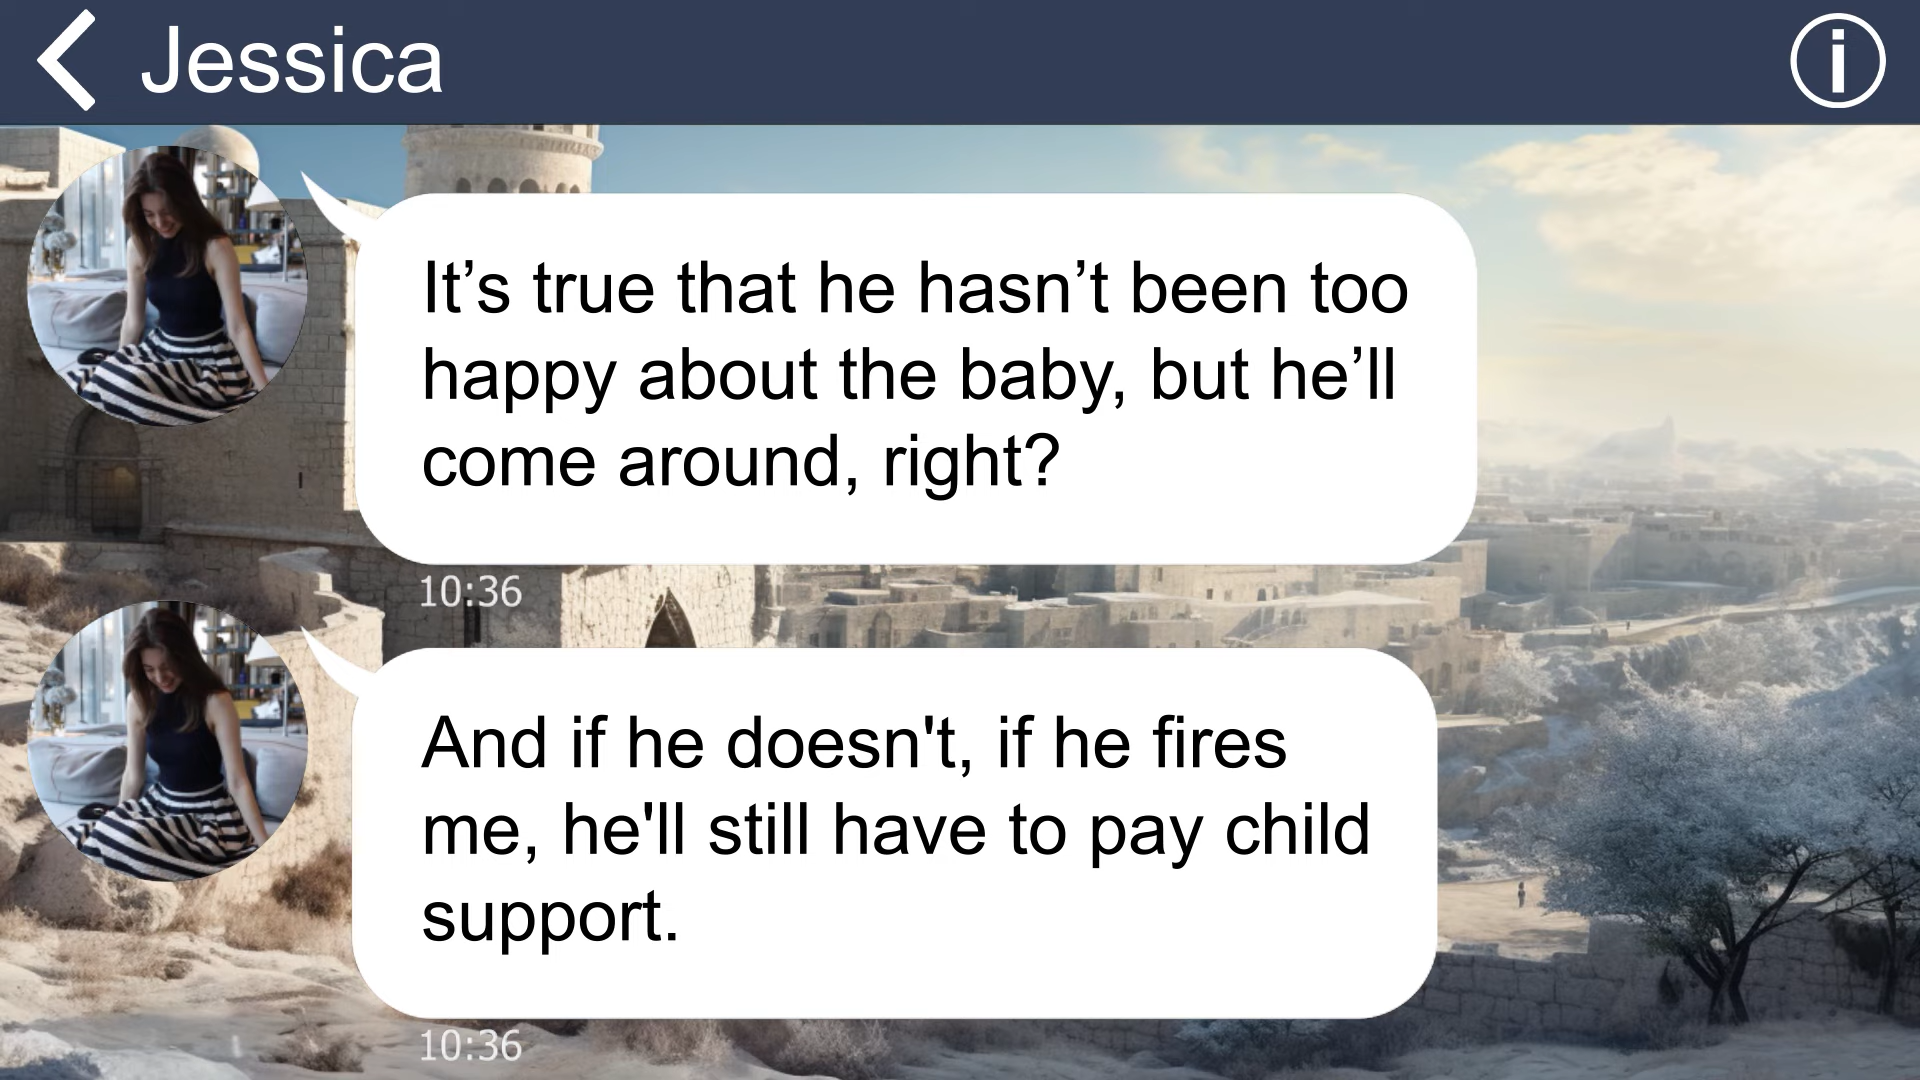 Jessica
It’s true that he hasn’t been too
happy about the baby, but he’ll
come around, right?
10:36
And if he doesn't, if he fires
me, he'll still have to pay child
support.
10:36